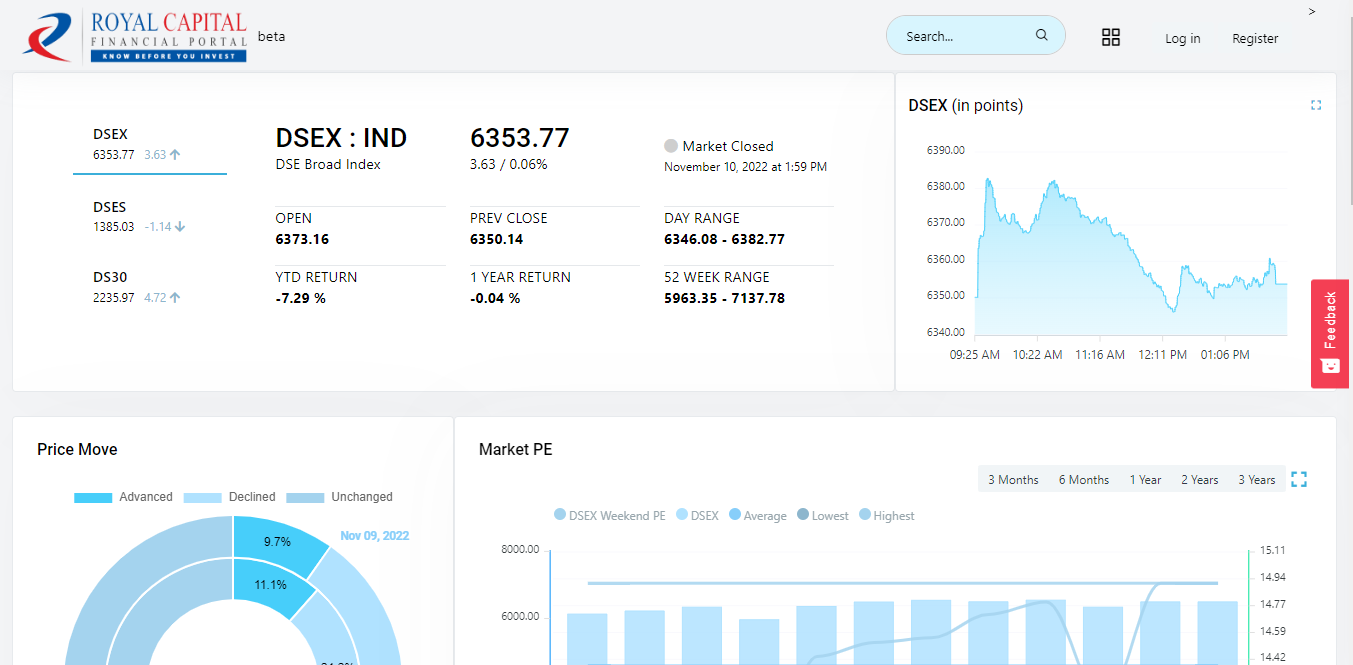 ROYAL CAPITAL
FINANCIAL PORTAL
KNOW BEFORE YOU INVEST
beta
Search...
Log in
Register
>
DSEX
6353.77 3.63
DSES
1385.03 -1.14
DS30
2235.97 4.72
DSEX : IND
DSE Broad Index
6353.77
3.63 / 0.06%
Market Closed
November 10, 2022 at 1:59 PM
OPEN
6373.16
PREV CLOSE
6350.14
DAY RANGE
6346.08 - 6382.77
YTD RETURN
-7.29 %
1 YEAR RETURN
-0.04 %
52 WEEK RANGE
5963.35 - 7137.78
DSEX (in points)
6390.00
6380.00
6370.00
6360.00
6350.00
6340.00
09:25 AM 10:22 AM 11:16 AM 12:11 PM 01:06 PM
Feedback
Price Move
Advanced Declined Unchanged
Nov 09, 2022
9.7%
11.1%
Market PE
3 Months 6 Months 1 Year 2 Years 3 Years
DSEX Weekend PE DSEX Average Lowest Highest
8000.00
6000.00
15.11
14.94
14.77
14.59
14.42